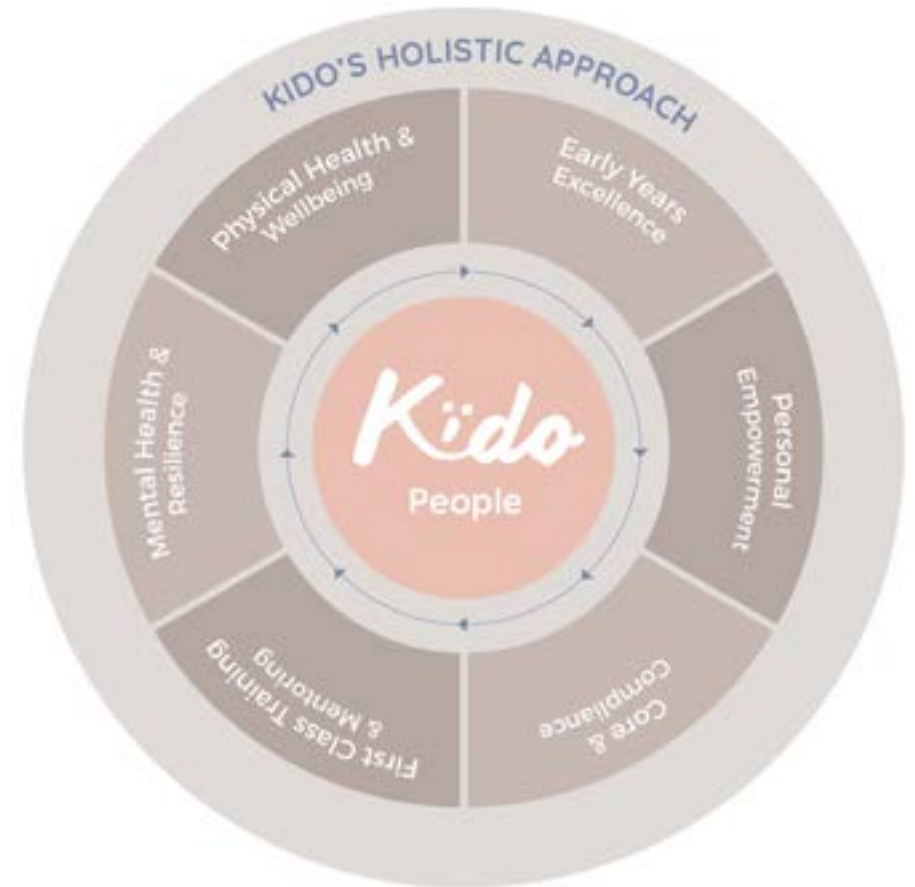 KIDO'S HOLISTIC APPROACH
Early Years
Excellence
Personal
Empowerment
Core &
Compliance
First Class Training
& Mentoring
Mental Health &
Resilience
Physical Health &
Wellbeing
Kïdo
People